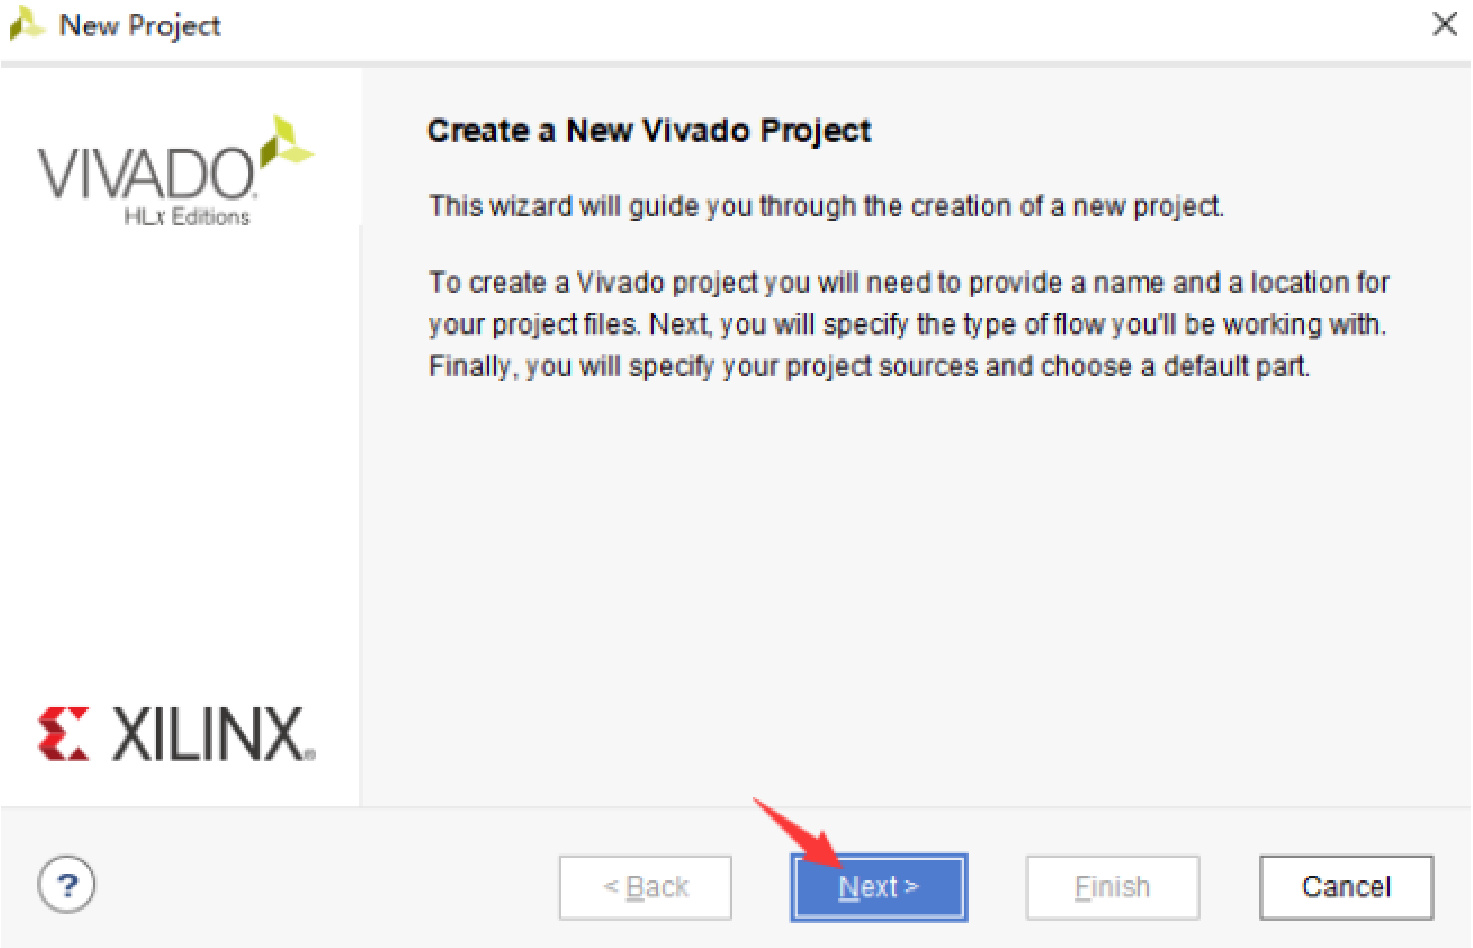 New Project
VIVADO
HLx Editions
Create a New Vivado Project
This wizard will guide you through the creation of a new project.
To create a Vivado project you will need to provide a name and a location for
your project files. Next, you will specify the type of flow you'll be working with.
Finally, you will specify your project sources and choose a default part.
XILINX
?
< Back
Next >
Finish
Cancel